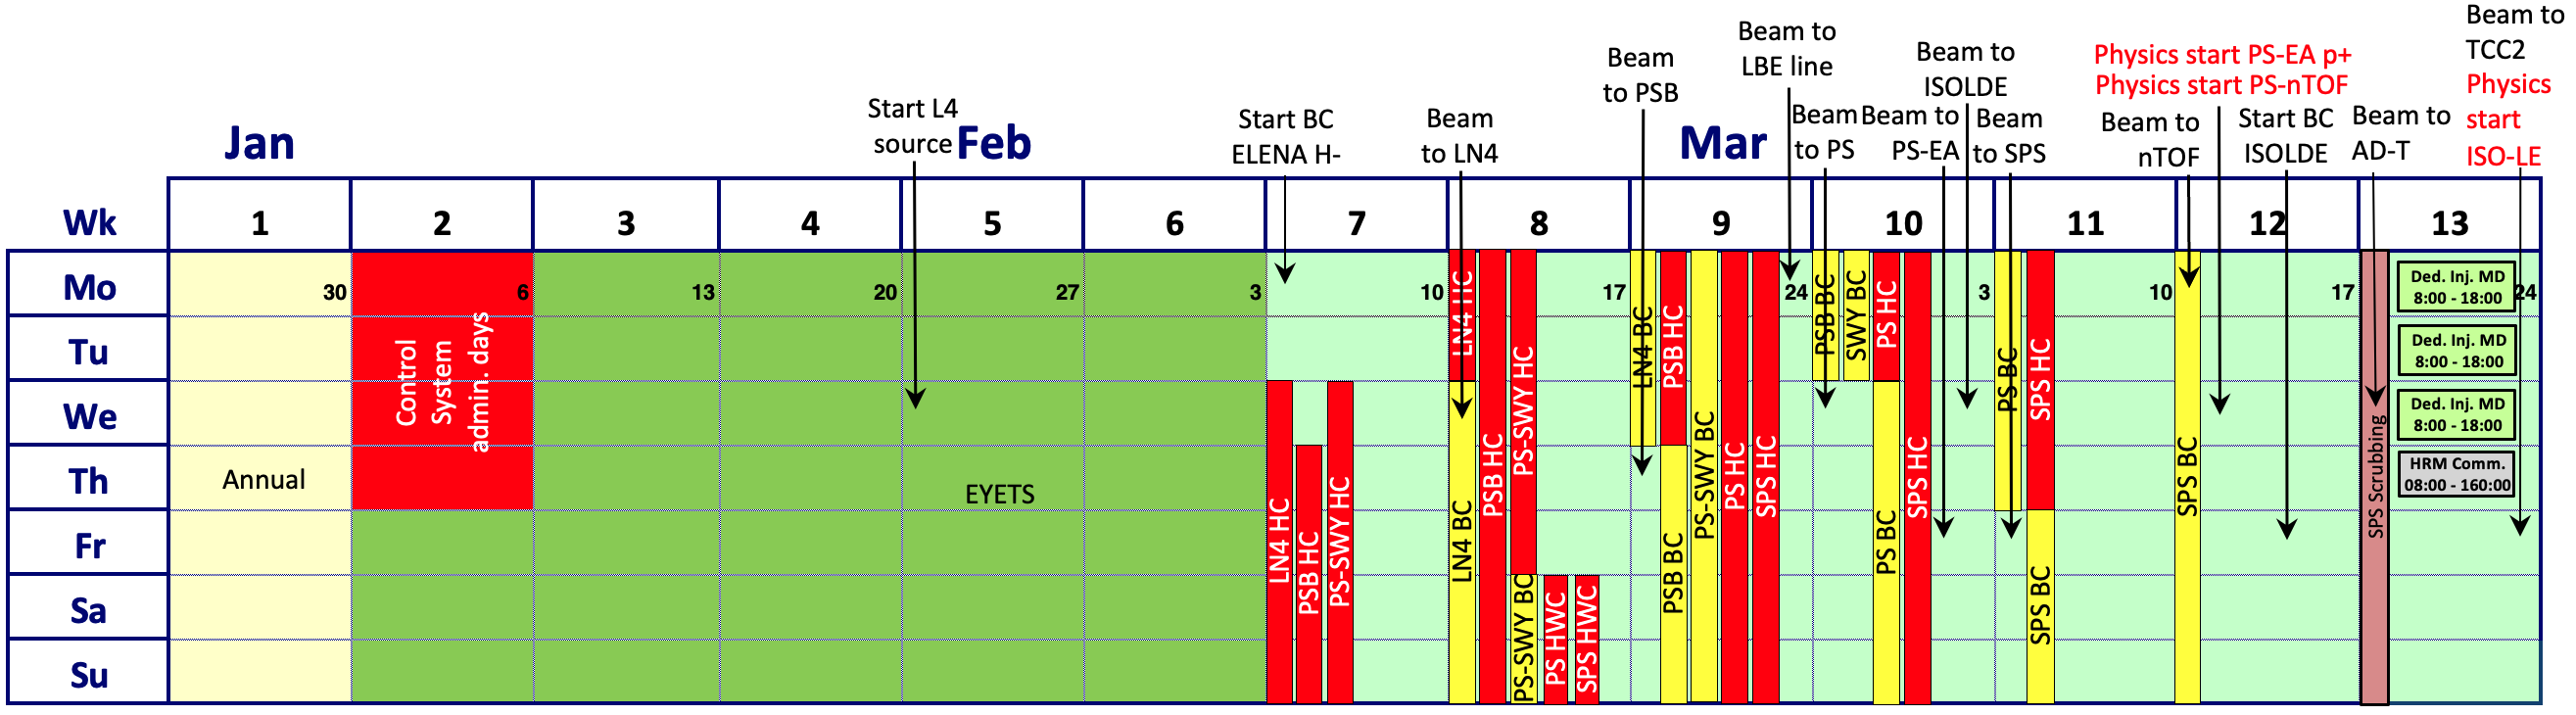 Beam to
TCC2
Physics
start
ISO-LE
Beam to
LBE line
Beam
to PSB
Beam to
ISOLDE
Physics start PS-EA p+
Physics start PS-nTOF
Start L4
source
Start BC
ELENA H-
Beam
to LN4
Beam
to PS
Beam to
PS-EA
Beam
to SPS
Beam to
nTOF
Start BC
ISOLDE
Beam to
AD-T
Jan
Feb
Mar
Wk 1 2 3 4 5 6 7 8 9 10 11 12 13
Mo 30 6 13 20 27 3 10 17 24 3 10 17 24
Tu
We
Th
Fr
Sa
Su
Annual
Control
System
admin. days
EYETS
LN4 HC
PSB HC
PS-SWY HC
LN4 HC
LN4 BC
PSB HC
PS-SWY HC
PS-SWY BC
PS HWC
SPS HWC
LN4 BC
PSB HC
PSB BC
PS-SWY BC
PS HC
SPS HC
PSB BC
SWY BC
PS HC
PS BC
SPS HC
PS BC
SPS HC
SPS BC
SPS BC
SPS Scrubbing
Ded. Inj. MD
8:00 - 18:00
Ded. Inj. MD
8:00 - 18:00
Ded. Inj. MD
8:00 - 18:00
HRM Comm.
08:00 - 160:00